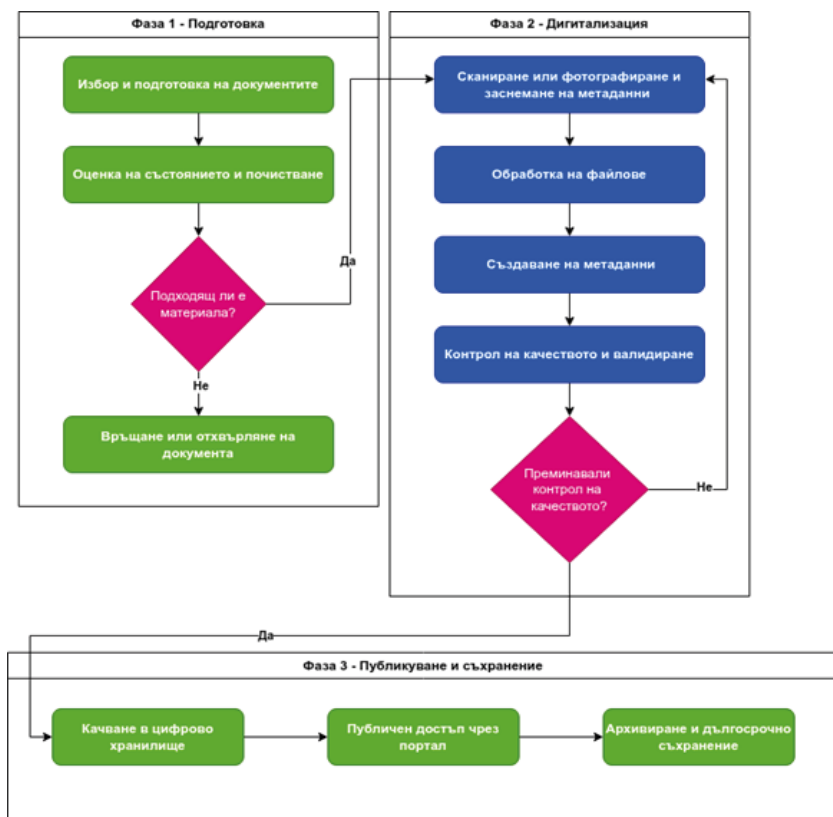 Фаза 1 - Подготовка
Избор и подготовка на документите
Оценка на състоянието и почистване
Подходящ ли е
материала?
Да
Не
Връщане или отхвърляне на
документа
Фаза 2 - Дигитализация
Сканиране или фотографиране и
заснемане на метаданни
Обработка на файлове
Създаване на метаданни
Контрол на качеството и валидиране
Преминавали
контрол на
качеството?
Не
Да
Фаза 3 - Публикуване и съхранение
Качване в цифрово
хранилище
Публичен достъп чрез
портал
Архивиране и дългосрочно
съхранение